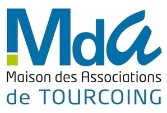 MdA
Maison des Associations
de TOURCOING